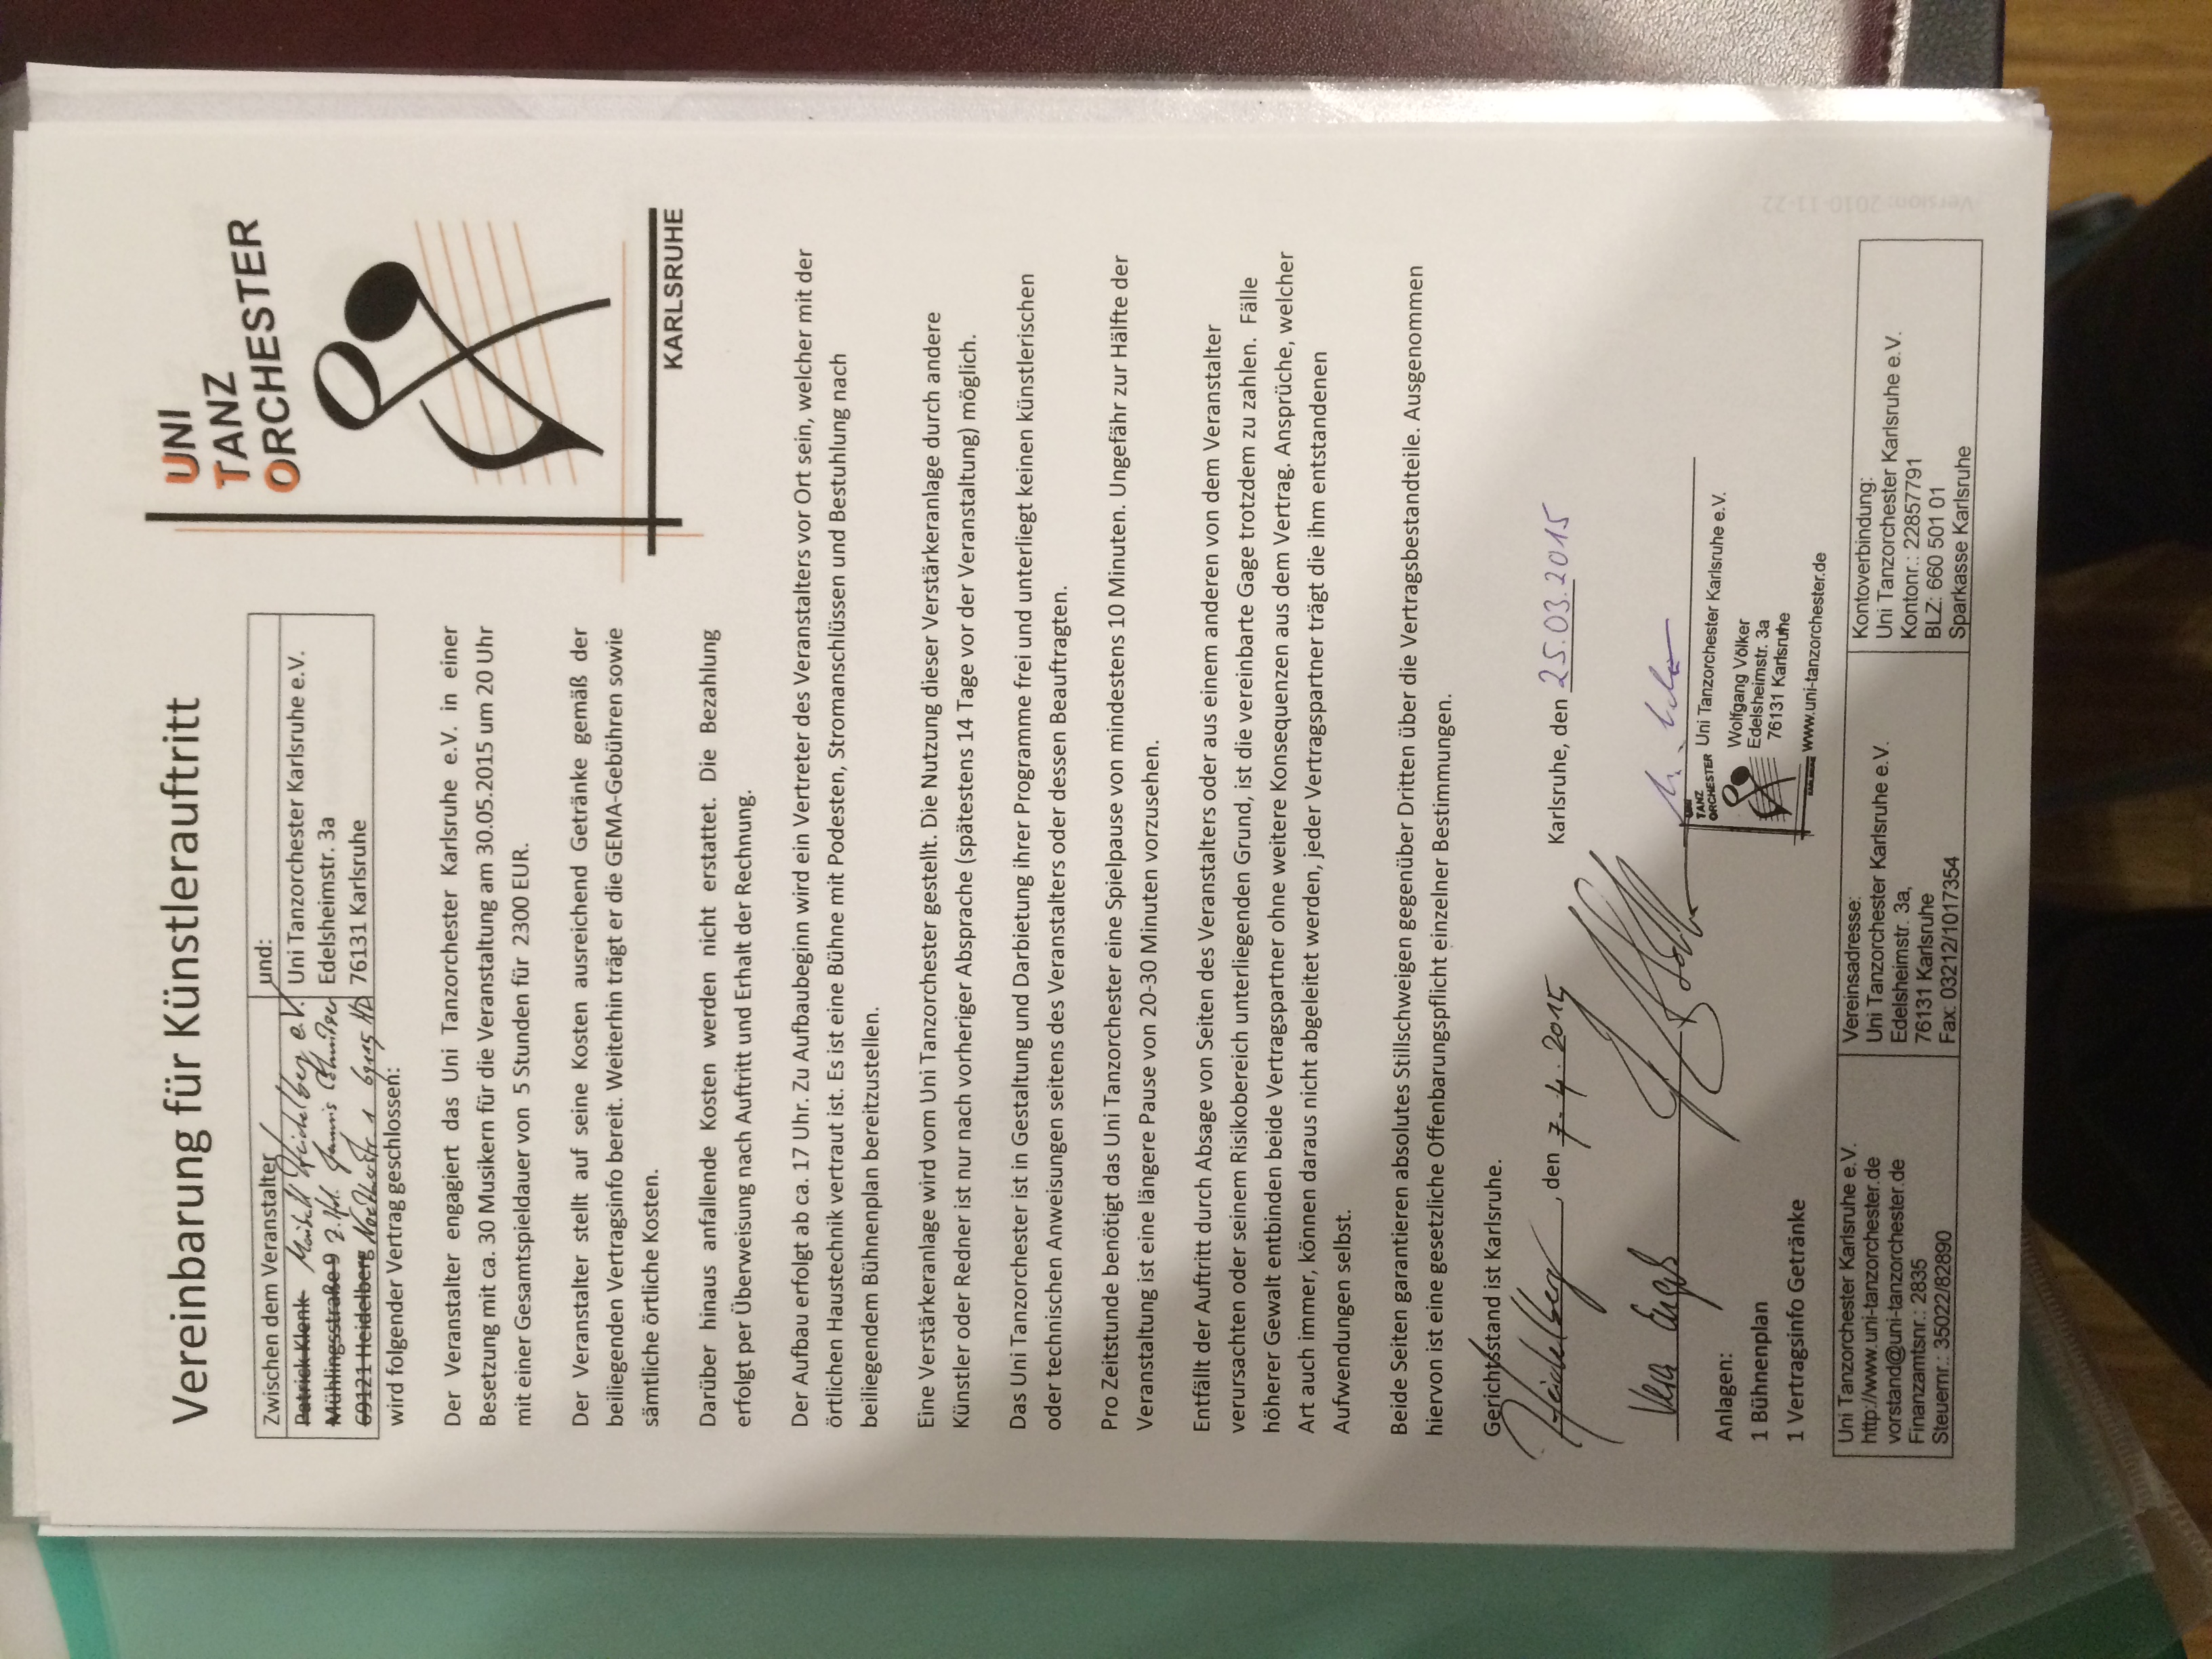 Vereinbarung für Künstlerauftritt
UNI
TANZ
ORCHESTER
KARLSRUHE
Zwischen dem Veranstalter
Patrick Klenk
Mühlingsstraße 9
69121 Heidelberg
Heidelberg e.V.
z. Hd. Jannis
69115 HD
und:
Uni Tanzorchester Karlsruhe e.V.
Edelsheimstr. 3a
76131 Karlsruhe
wird folgender Vertrag geschlossen:
Der Veranstalter engagiert das Uni Tanzorchester Karlsruhe e.V. in einer
Besetzung mit ca. 30 Musikern für die Veranstaltung am 30.05.2015 um 20 Uhr
mit einer Gesamtspieldauer von 5 Stunden für 2300 EUR.
Der Veranstalter stellt auf seine Kosten ausreichend Getränke gemäß der
beiliegenden Vertragsinfo bereit. Weiterhin trägt er die GEMA-Gebühren sowie
sämtliche örtliche Kosten.
Darüber hinaus anfallende Kosten werden nicht erstattet. Die Bezahlung
erfolgt per Überweisung nach Auftritt und Erhalt der Rechnung.
Der Aufbau erfolgt ab ca. 17 Uhr. Zu Aufbaubeginn wird ein Vertreter des Veranstalters vor Ort sein, welcher mit der
örtlichen Haustechnik vertraut ist. Es ist eine Bühne mit Podesten, Stromanschlüssen und Bestuhlung nach
beiliegendem Bühnenplan bereitzustellen.
Eine Verstärkeranlage wird vom Uni Tanzorchester gestellt. Die Nutzung dieser Verstärkeranlage durch andere
Künstler oder Redner ist nur nach vorheriger Absprache (spätestens 14 Tage vor der Veranstaltung) möglich.
Das Uni Tanzorchester ist in Gestaltung und Darbietung ihrer Programme frei und unterliegt keinen künstlerischen
oder technischen Anweisungen seitens des Veranstalters oder dessen Beauftragten.
Pro Zeitstunde benötigt das Uni Tanzorchester eine Spielpause von mindestens 10 Minuten. Ungefähr zur Hälfte der
Veranstaltung ist eine längere Pause von 20-30 Minuten vorzusehen.
Entfällt der Auftritt durch Absage von Seiten des Veranstalters oder aus einem anderen von dem Veranstalter
verursachten oder seinem Risikobereich unterliegenden Grund, ist die vereinbarte Gage trotzdem zu zahlen. Fälle
höherer Gewalt entbinden beide Vertragspartner ohne weitere Konsequenzen aus dem Vertrag. Ansprüche, welcher
Art auch immer, können daraus nicht abgeleitet werden, jeder Vertragspartner trägt die ihm entstandenen
Aufwendungen selbst.
Beide Seiten garantieren absolutes Stillschweigen gegenüber Dritten über die Vertragsbestandteile. Ausgenommen
hiervon ist eine gesetzliche Offenbarungspflicht einzelner Bestimmungen.
Gerichtsstand ist Karlsruhe.
Heidelberg, den 7.4.2015
Karlsruhe, den 25.03.2015
Vera Engels
UNI
TANZ
ORCHESTER
KARLSRUHE
Uni Tanzorchester Karlsruhe e.V.
Wolfgang Völker
Edelsheimstr. 3a
76131 Karlsruhe
www.uni-tanzorchester.de
Anlagen:
1 Bühnenplan
1 Vertragsinfo Getränke
Uni Tanzorchester Karlsruhe e.V.
http://www.uni-tanzorchester.de
vorstand@uni-tanzorchester.de
Finanzamtsnr.: 2835
Steuernr.: 35022/82890
Vereinsadresse:
Uni Tanzorchester Karlsruhe e.V.
Edelsheimstr. 3a,
76131 Karlsruhe
Fax: 03212/1017354
Kontoverbindung:
Uni Tanzorchester Karlsruhe e.V.
Kontonr.: 22857791
BLZ: 660 501 01
Sparkasse Karlsruhe
Version: 2010-11-22